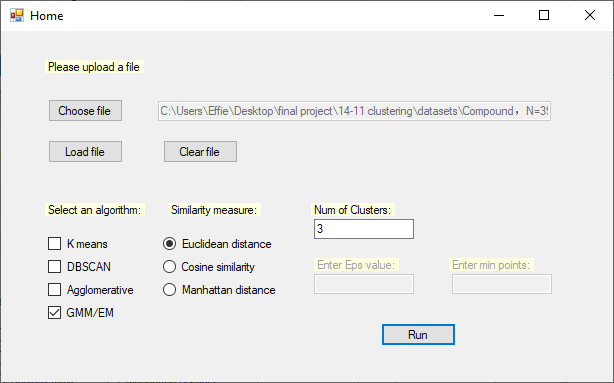 Home
Please upload a file
Choose file
C:\Users\Effie\Desktop\final project\14-11 clustering\datasets\Compound，N=39
Load file
Clear file
Select an algorithm:
Similarity measure:
Num of Clusters:
3
K means
Euclidean distance
DBSCAN
Cosine similarity
Enter Eps value:
Enter min points:
Agglomerative
Manhattan distance
GMM/EM
Run